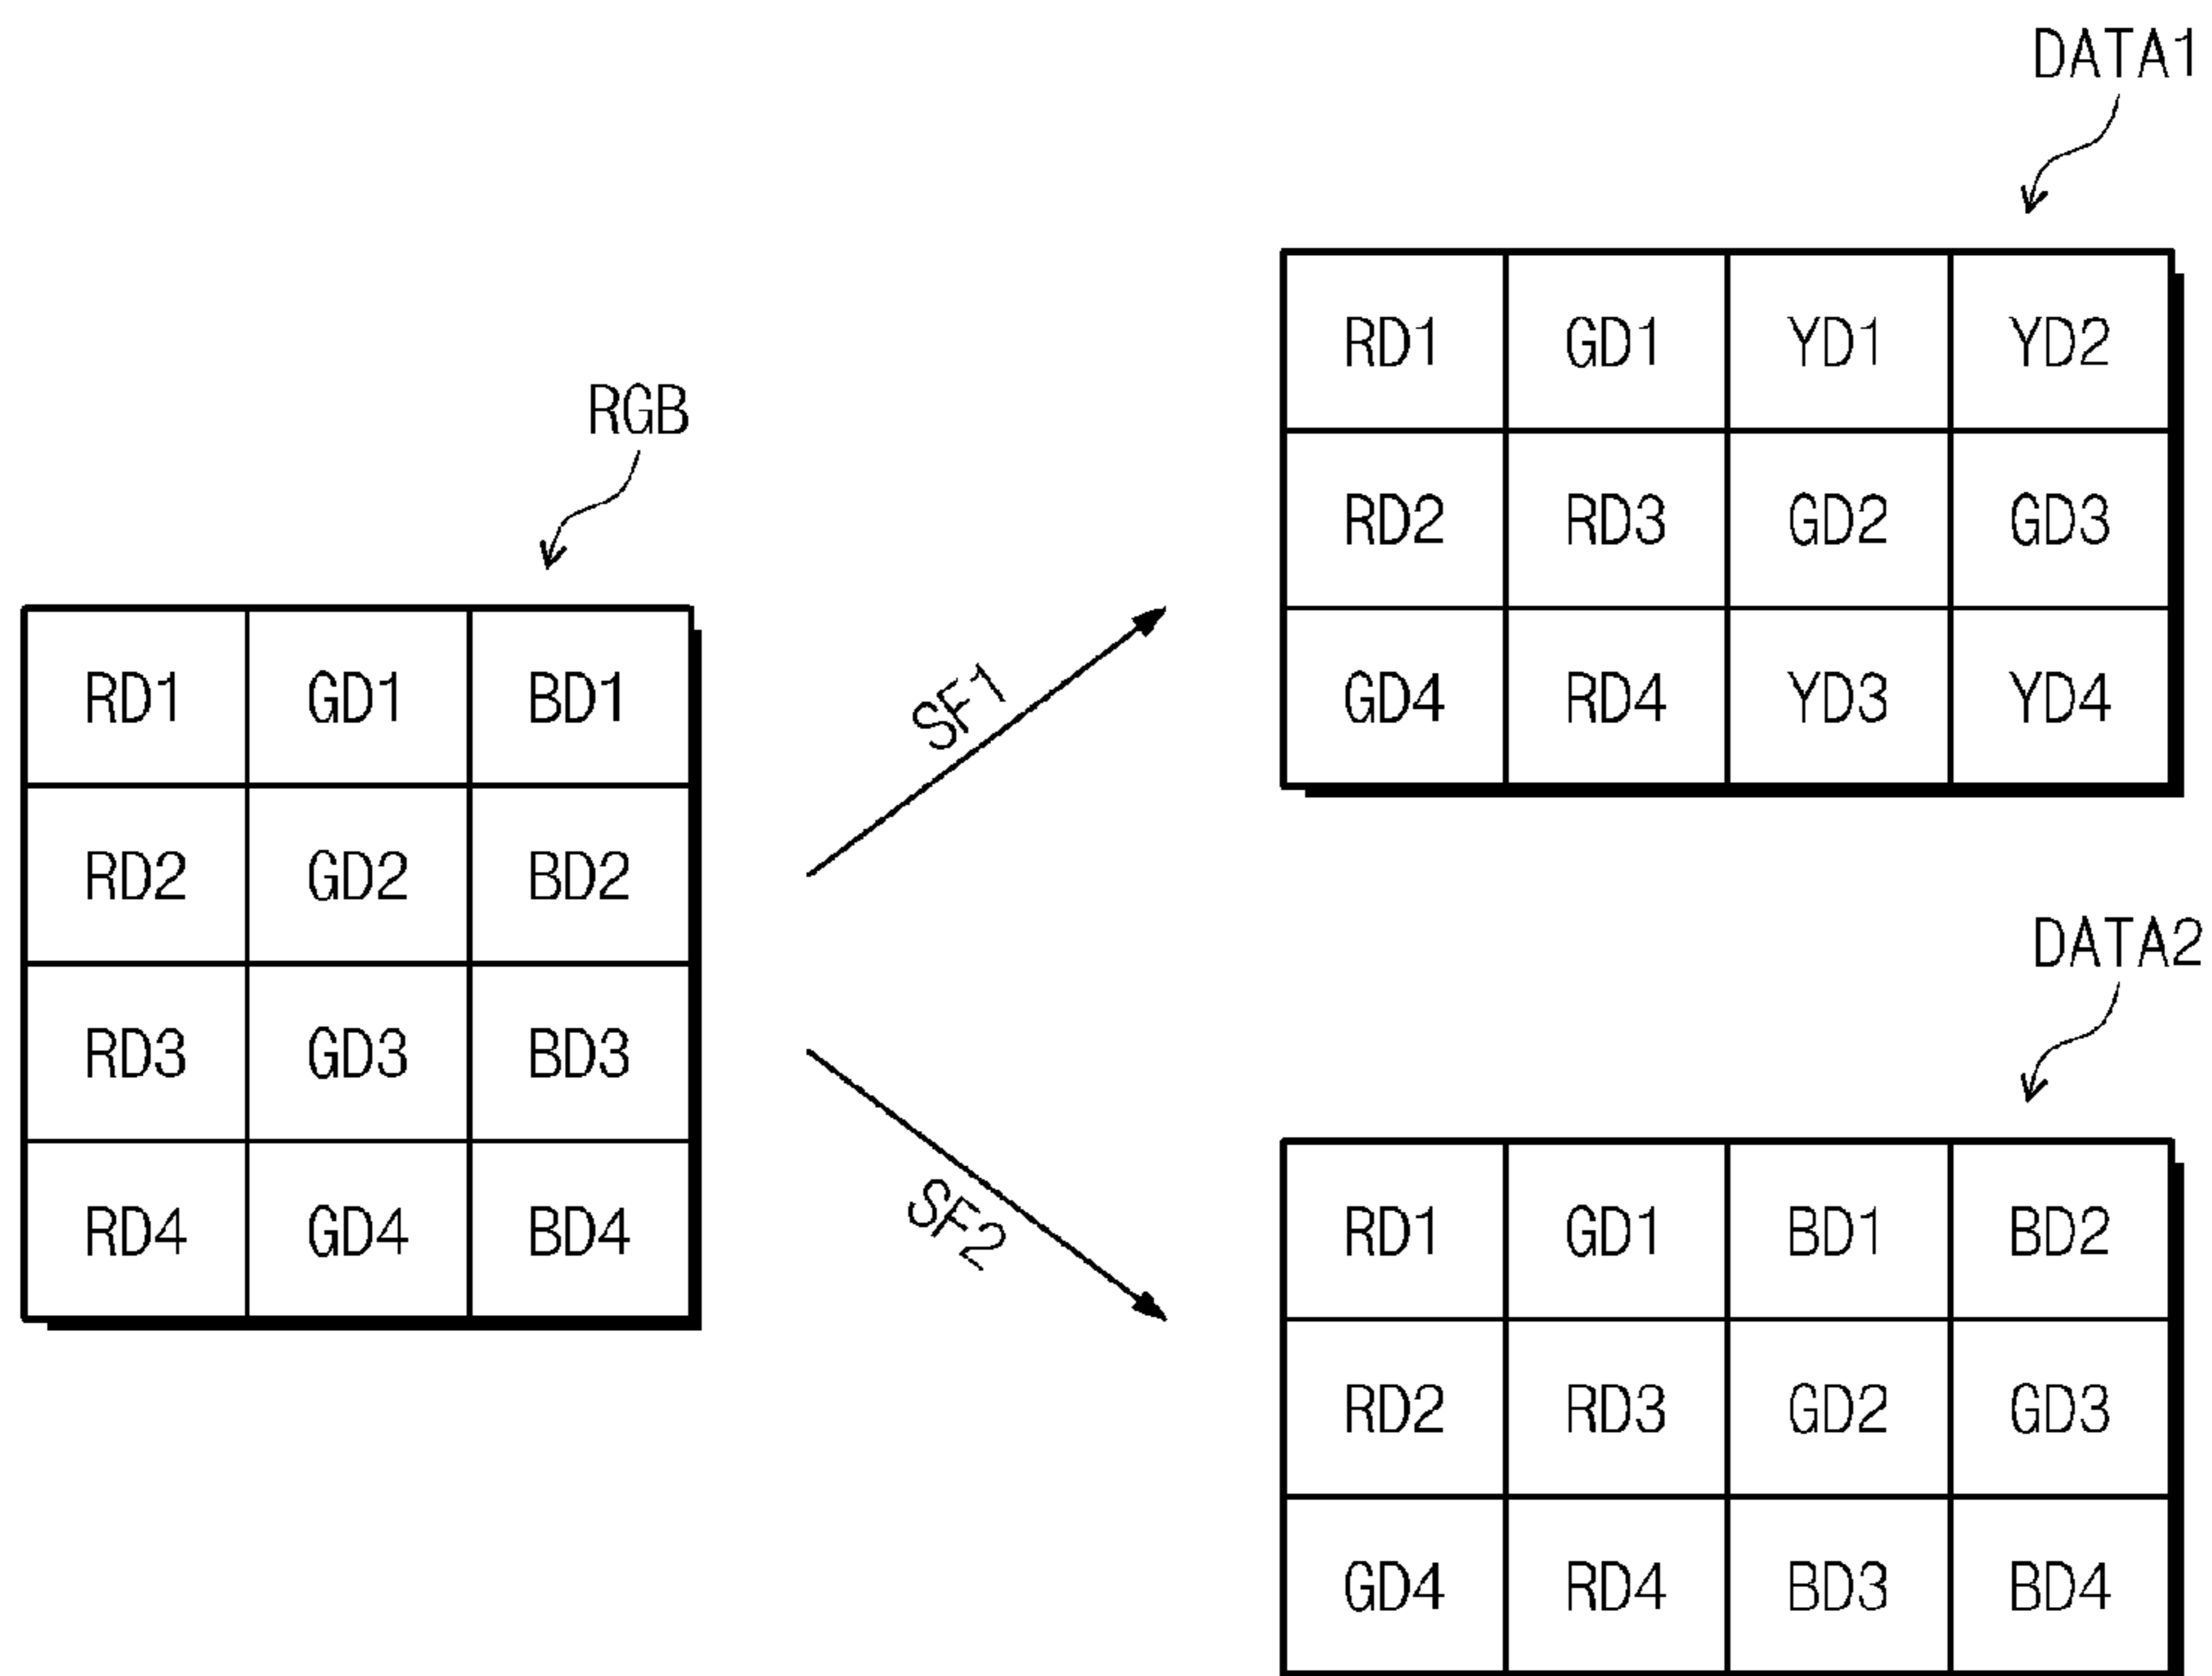 RGB
RD1 GD1 BD1
RD2 GD2 BD2
RD3 GD3 BD3
RD4 GD4 BD4
SF1
SF2
DATA1
RD1 GD1 YD1 YD2
RD2 RD3 GD2 GD3
GD4 RD4 YD3 YD4
DATA2
RD1 GD1 BD1 BD2
RD2 RD3 GD2 GD3
GD4 RD4 BD3 BD4